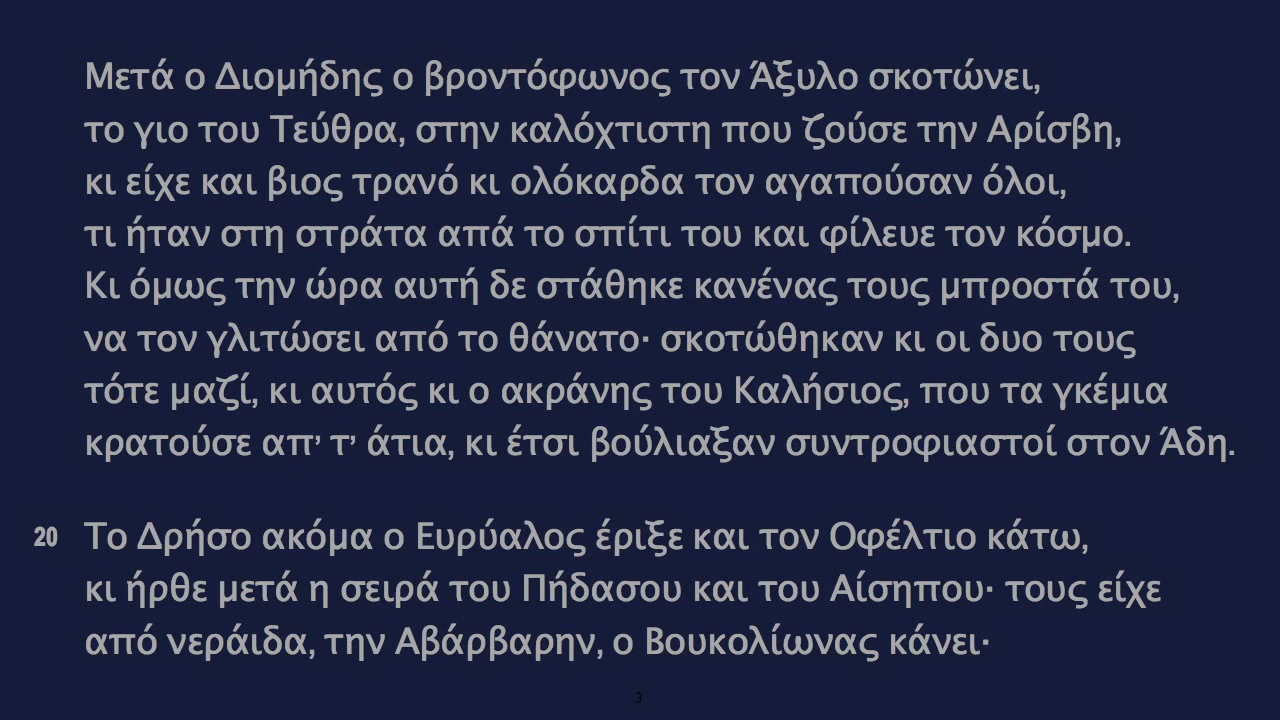 Μετά ο Διομήδης ο βροντόφωνος τον Άξυλο σκοτώνει,
το γιο του Τεύθρα, στην καλόχτιστη που ζούσε την Αρίσβη,
κι είχε και βιος τρανό κι ολόκαρδα τον αγαπούσαν όλοι,
τι ήταν στη στράτα απά το σπίτι του και φίλευε τον κόσμο.
Κι όμως την ώρα αυτή δε στάθηκε κανένας τους μπροστά του,
να τον γλιτώσει από το θάνατο· σκοτώθηκαν κι οι δυο τους
τότε μαζί, κι αυτός κι ο ακράνης του Καλήσιος, που τα γκέμια
κρατούσε απ’ τ’ άτια, κι έτσι βούλιαξαν συντροφιαστοί στον Άδη.
20 Το Δρήσο ακόμα ο Ευρύαλος έριξε και τον Οφέλτιο κάτω,
κι ήρθε μετά η σειρά του Πήδασου και του Αίσηπου· τους είχε
από νεράιδα, την Αβάρβαρην, ο Βουκολίωνας κάνει·
3